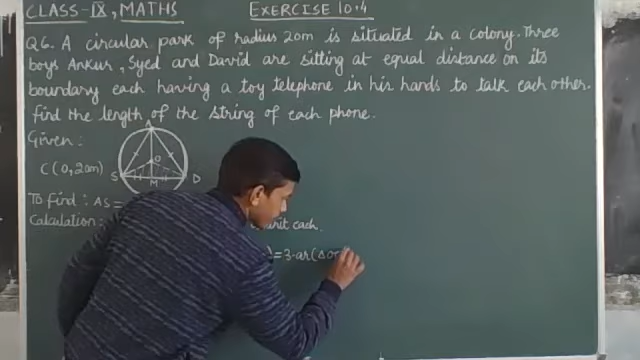 CLASS-IX, MATHS EXERCISE 10.4
Q6. A circular park of radius 20m is situated in a colony. Three
boys Ankur, Syed and David are sitting at equal distance on its
boundary each having a toy telephone in his hands to talk each other.
find the length of the string of each phone.
Given:
A
C(O, 20m)
O
S M D
To find: AS =
Calculation: unit each.
) = 3·ar(ΔO